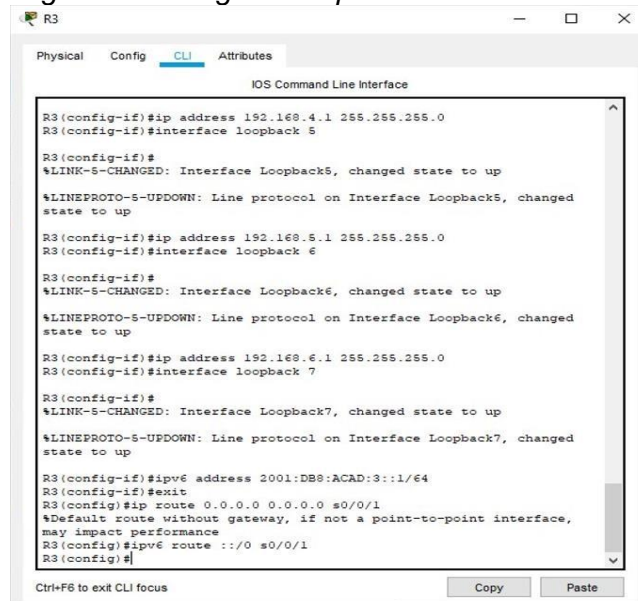 R3
Physical Config CLI Attributes
IOS Command Line Interface
R3(config-if)#ip address 192.168.4.1 255.255.255.0
R3(config-if)#interface loopback 5
R3(config-if)#
%LINK-5-CHANGED: Interface Loopback5, changed state to up
%LINEPROTO-5-UPDOWN: Line protocol on Interface Loopback5, changed
state to up
R3(config-if)#ip address 192.168.5.1 255.255.255.0
R3(config-if)#interface loopback 6
R3(config-if)#
%LINK-5-CHANGED: Interface Loopback6, changed state to up
%LINEPROTO-5-UPDOWN: Line protocol on Interface Loopback6, changed
state to up
R3(config-if)#ip address 192.168.6.1 255.255.255.0
R3(config-if)#interface loopback 7
R3(config-if)#
%LINK-5-CHANGED: Interface Loopback7, changed state to up
%LINEPROTO-5-UPDOWN: Line protocol on Interface Loopback7, changed
state to up
R3(config-if)#ipv6 address 2001:DB8:ACAD:3::1/64
R3(config-if)#exit
R3(config)#ip route 0.0.0.0 0.0.0.0 s0/0/1
%Default route without gateway, if not a point-to-point interface,
may impact performance
R3(config)#ipv6 route ::/0 s0/0/1
R3(config)#
Ctrl+F6 to exit CLI focus
Copy Paste